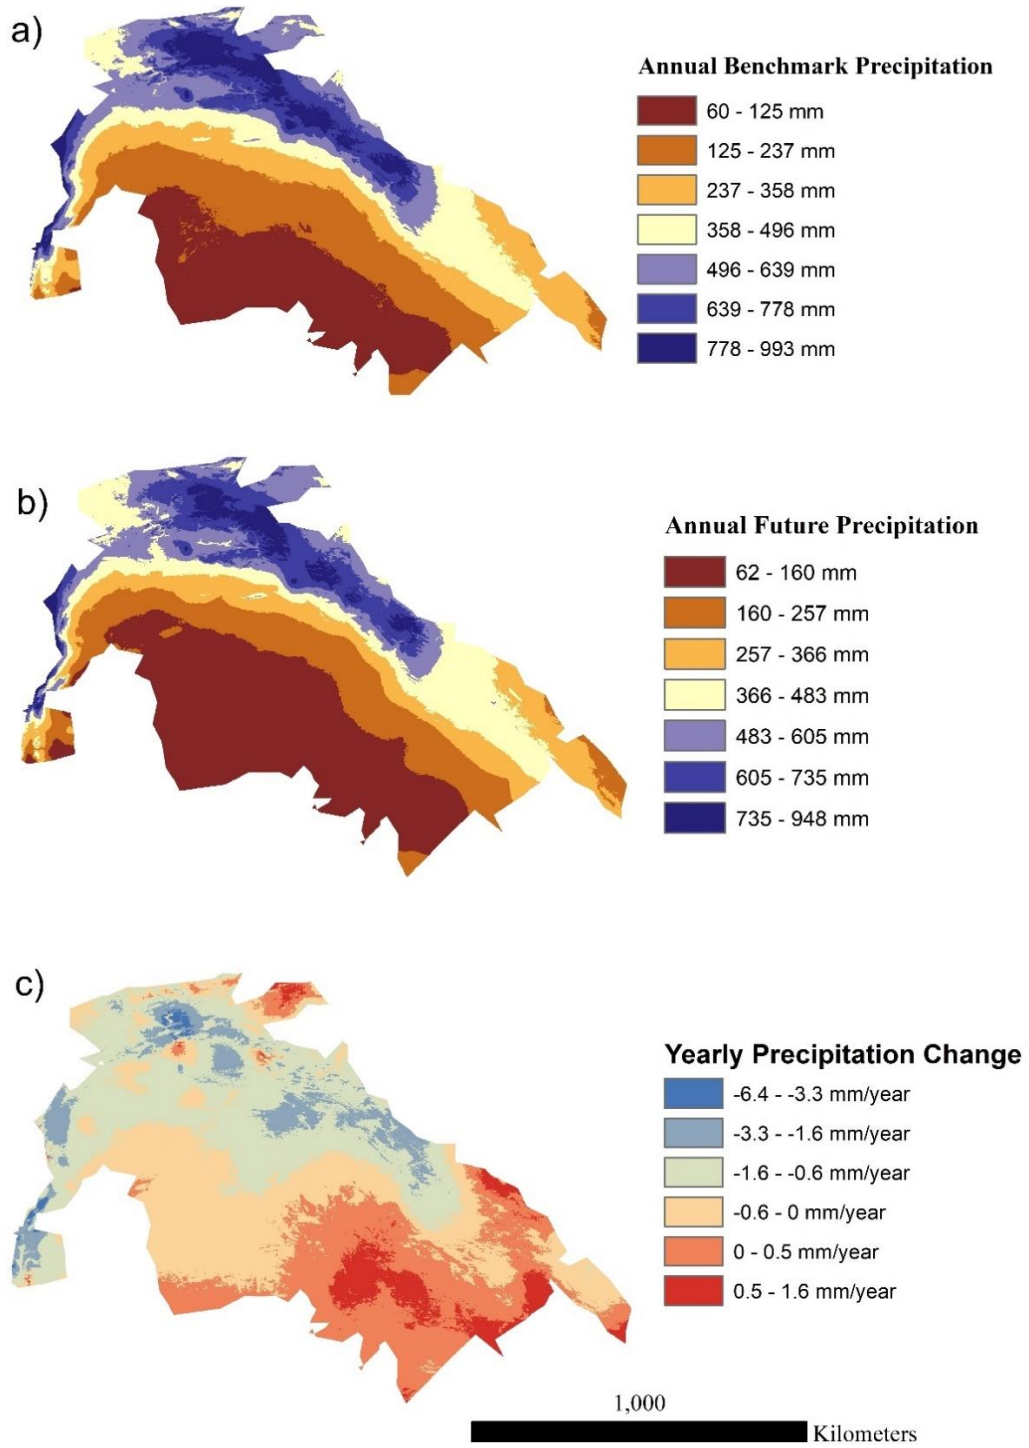 a)
Annual Benchmark Precipitation
60 - 125 mm
125 - 237 mm
237 - 358 mm
358 - 496 mm
496 - 639 mm
639 - 778 mm
778 - 993 mm
b)
Annual Future Precipitation
62 - 160 mm
160 - 257 mm
257 - 366 mm
366 - 483 mm
483 - 605 mm
605 - 735 mm
735 - 948 mm
c)
Yearly Precipitation Change
-6.4 - -3.3 mm/year
-3.3 - -1.6 mm/year
-1.6 - -0.6 mm/year
-0.6 - 0 mm/year
0 - 0.5 mm/year
0.5 - 1.6 mm/year
1,000
Kilometers